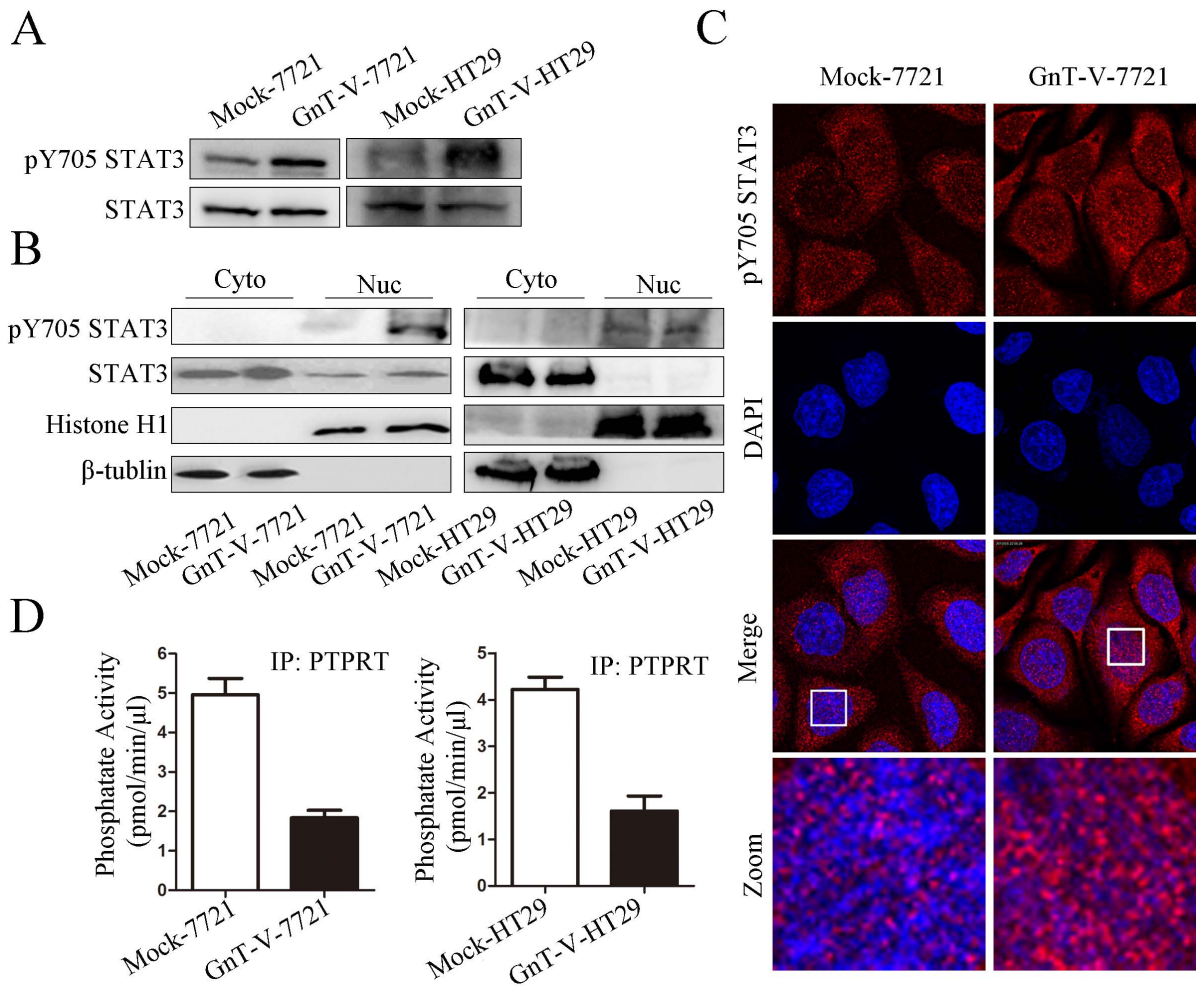 A
Mock-7721
GnT-V-7721
Mock-HT29
GnT-V-HT29
pY705 STAT3
STAT3
B
Cyto
Nuc
Cyto
Nuc
pY705 STAT3
STAT3
Histone H1
β-tublin
Mock-7721
GnT-V-7721
Mock-7721
GnT-V-7721
Mock-HT29
GnT-V-HT29
Mock-HT29
GnT-V-HT29
C
Mock-7721
GnT-V-7721
pY705 STAT3
DAPI
Merge
Zoom
D
Phosphatate Activity
(pmol/min/μl)
6
5
4
3
2
1
0
IP: PTPRT
Mock-7721
GnT-V-7721
Phosphatate Activity
(pmol/min/μl)
5
4
3
2
1
0
IP: PTPRT
Mock-HT29
GnT-V-HT29